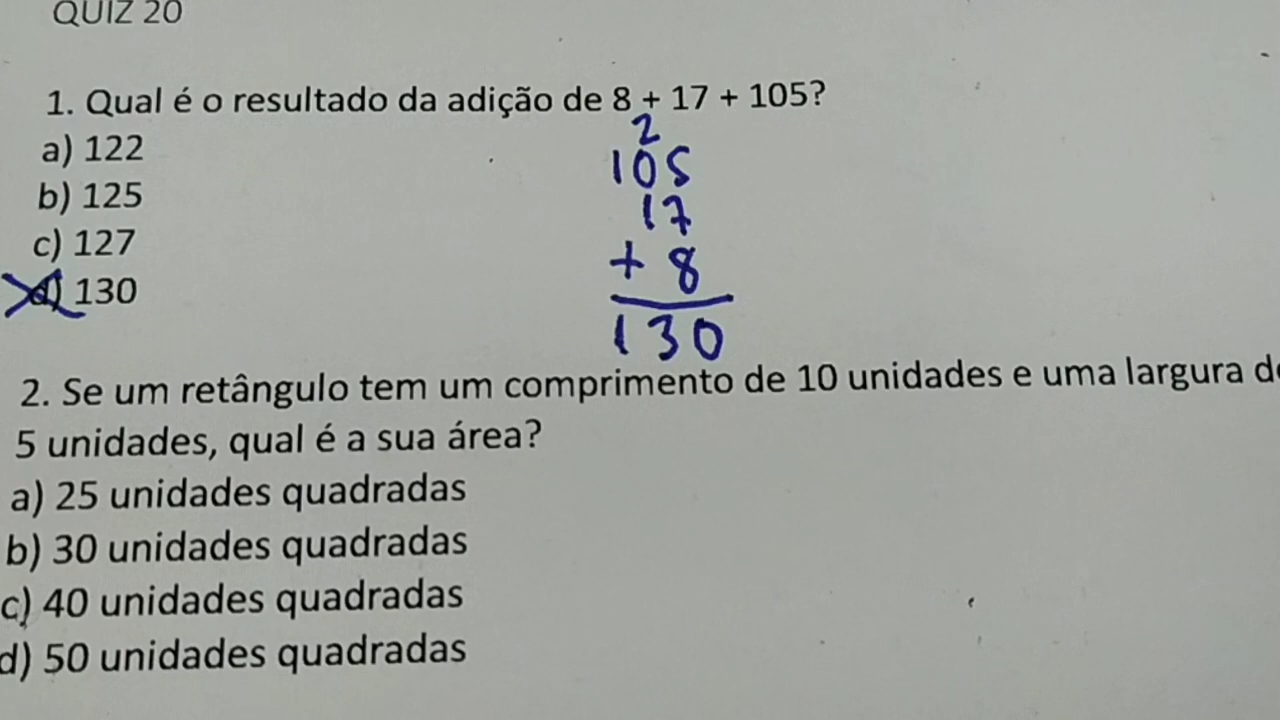 QUIZ 20
1. Qual é o resultado da adição de 8 + 17 + 105?
a) 122
b) 125
c) 127
d) 130
2
105
17
+ 8
130
2. Se um retângulo tem um comprimento de 10 unidades e uma largura de
5 unidades, qual é a sua área?
a) 25 unidades quadradas
b) 30 unidades quadradas
c) 40 unidades quadradas
d) 50 unidades quadradas